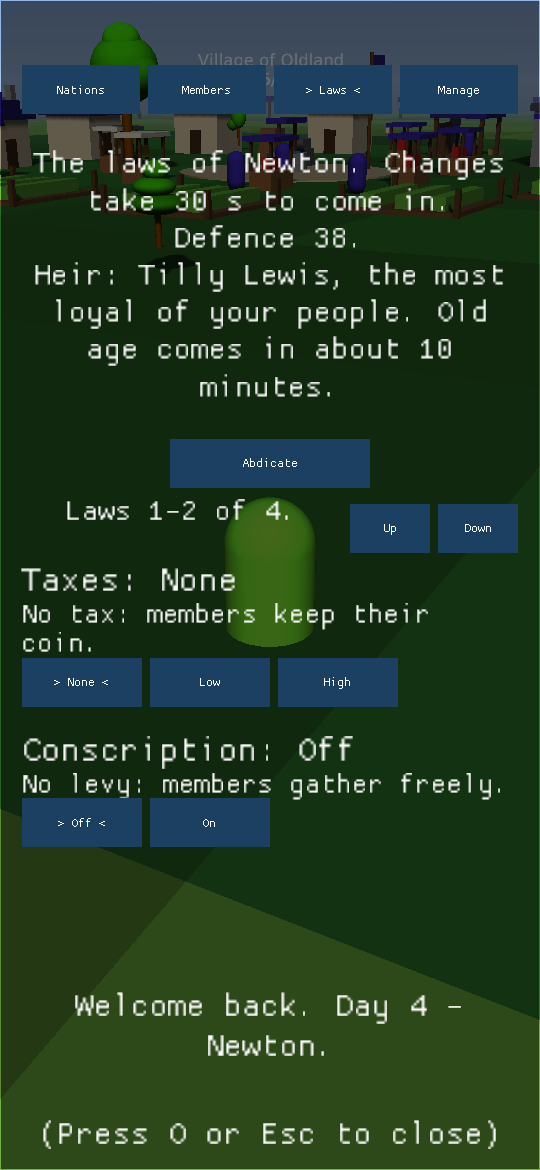 Village of Oldland
Nations
Members
> Laws <
Manage
The laws of Newton. Changes
take 30 s to come in.
Defence 38.
Heir: Tilly Lewis, the most
loyal of your people. Old
age comes in about 10
minutes.
Abdicate
Laws 1-2 of 4.
Up
Down
Taxes: None
No tax: members keep their
coin.
> None <
Low
High
Conscription: Off
No levy: members gather freely.
> Off <
On
Welcome back. Day 4 -
Newton.
(Press O or Esc to close)